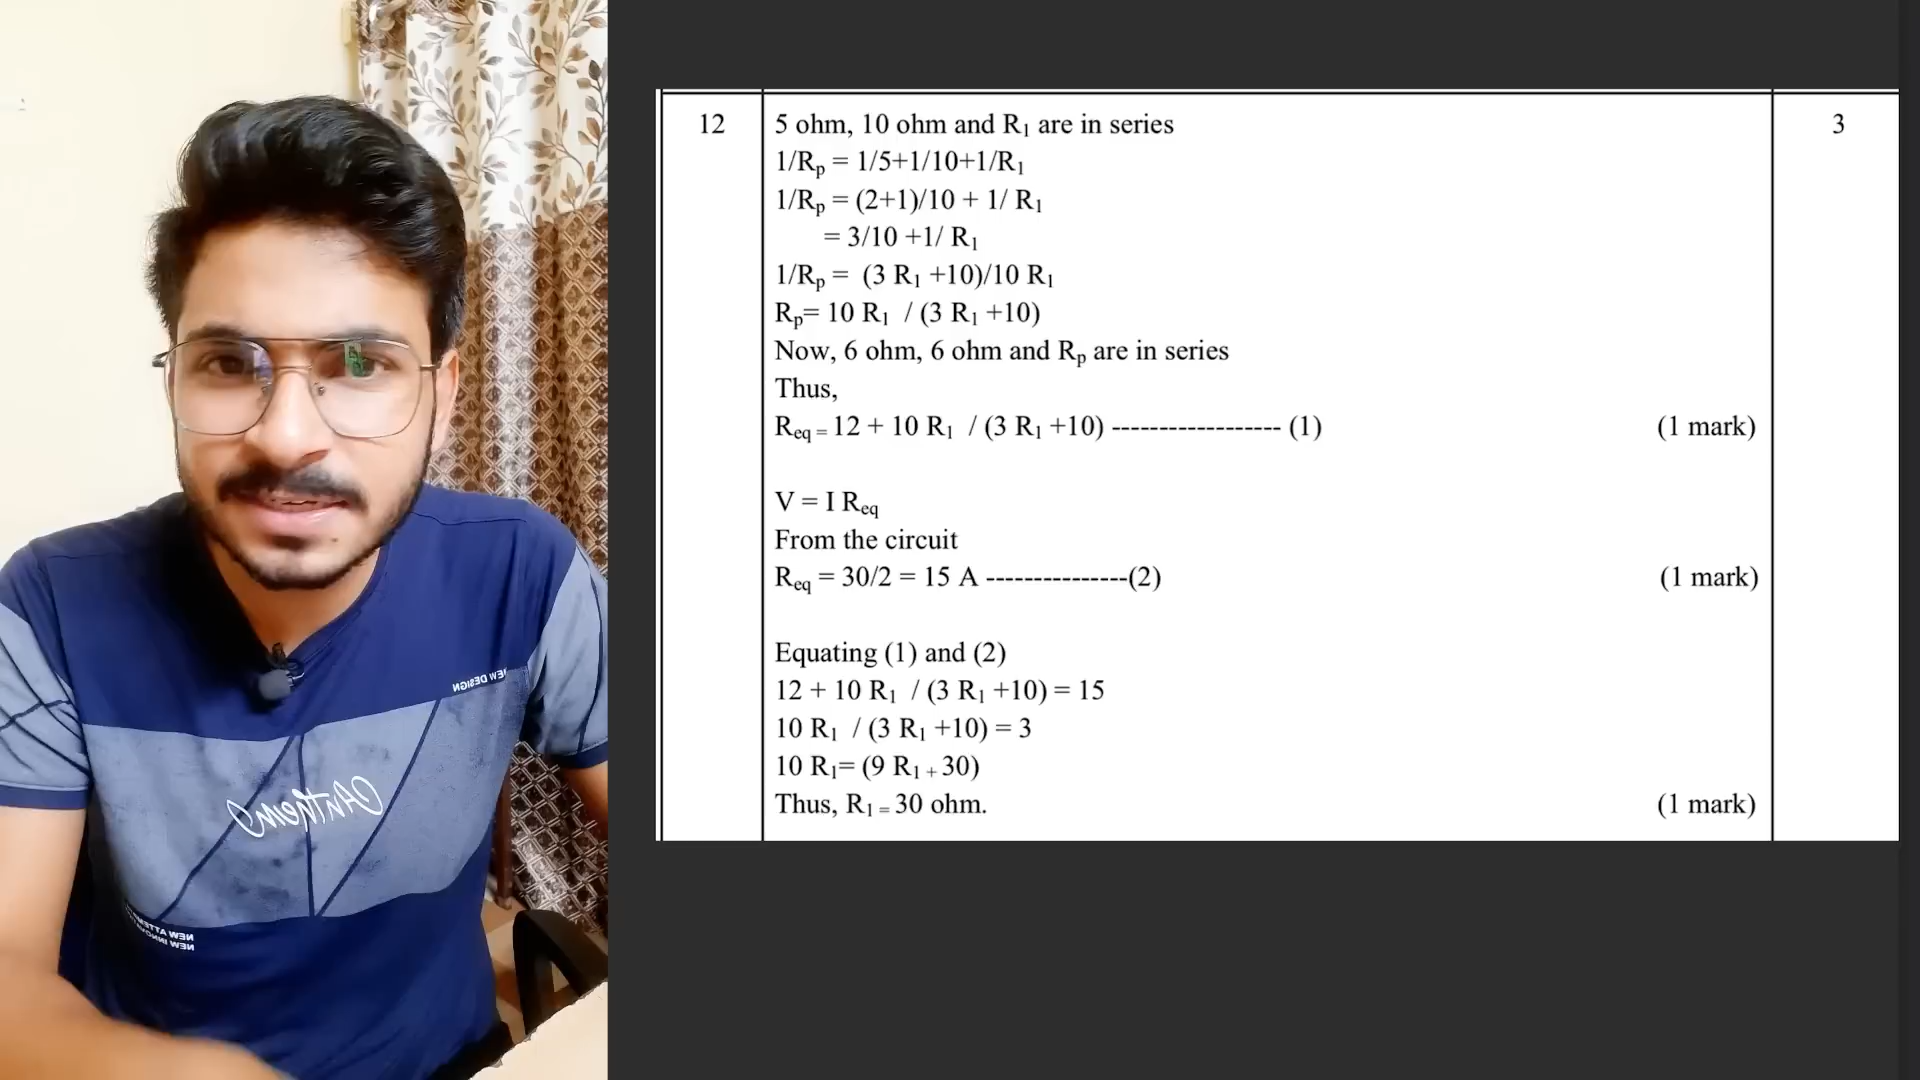 12
5 ohm, 10 ohm and R₁ are in series
3
1/Rₚ = 1/5+1/10+1/R₁
1/Rₚ = (2+1)/10 + 1/ R₁
= 3/10 +1/ R₁
1/Rₚ = (3 R₁ +10)/10 R₁
Rₚ= 10 R₁ / (3 R₁ +10)
Now, 6 ohm, 6 ohm and Rₚ are in series
Thus,
Req = 12 + 10 R₁ / (3 R₁ +10) ------------------ (1) (1 mark)
V = I Req
From the circuit
Req = 30/2 = 15 A ---------------(2) (1 mark)
Equating (1) and (2)
12 + 10 R₁ / (3 R₁ +10) = 15
10 R₁ / (3 R₁ +10) = 3
10 R₁= (9 R₁ + 30)
Thus, R₁ = 30 ohm. (1 mark)
NEW DESIGN
Anthem
NEW INNOVATION